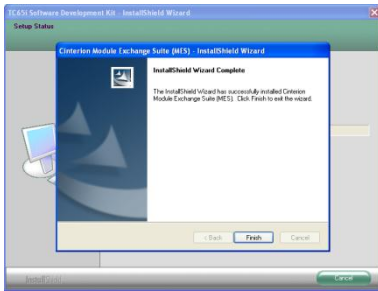 TC65i Software Development Kit - InstallShield Wizard
Setup Status
Cinterion Module Exchange Suite (MES) - InstallShield Wizard
InstallShield Wizard Complete
The InstallShield Wizard has successfully installed Cinterion
Module Exchange Suite (MES). Click Finish to exit the wizard.
< Back
Finish
Cancel
InstallShield
Cancel